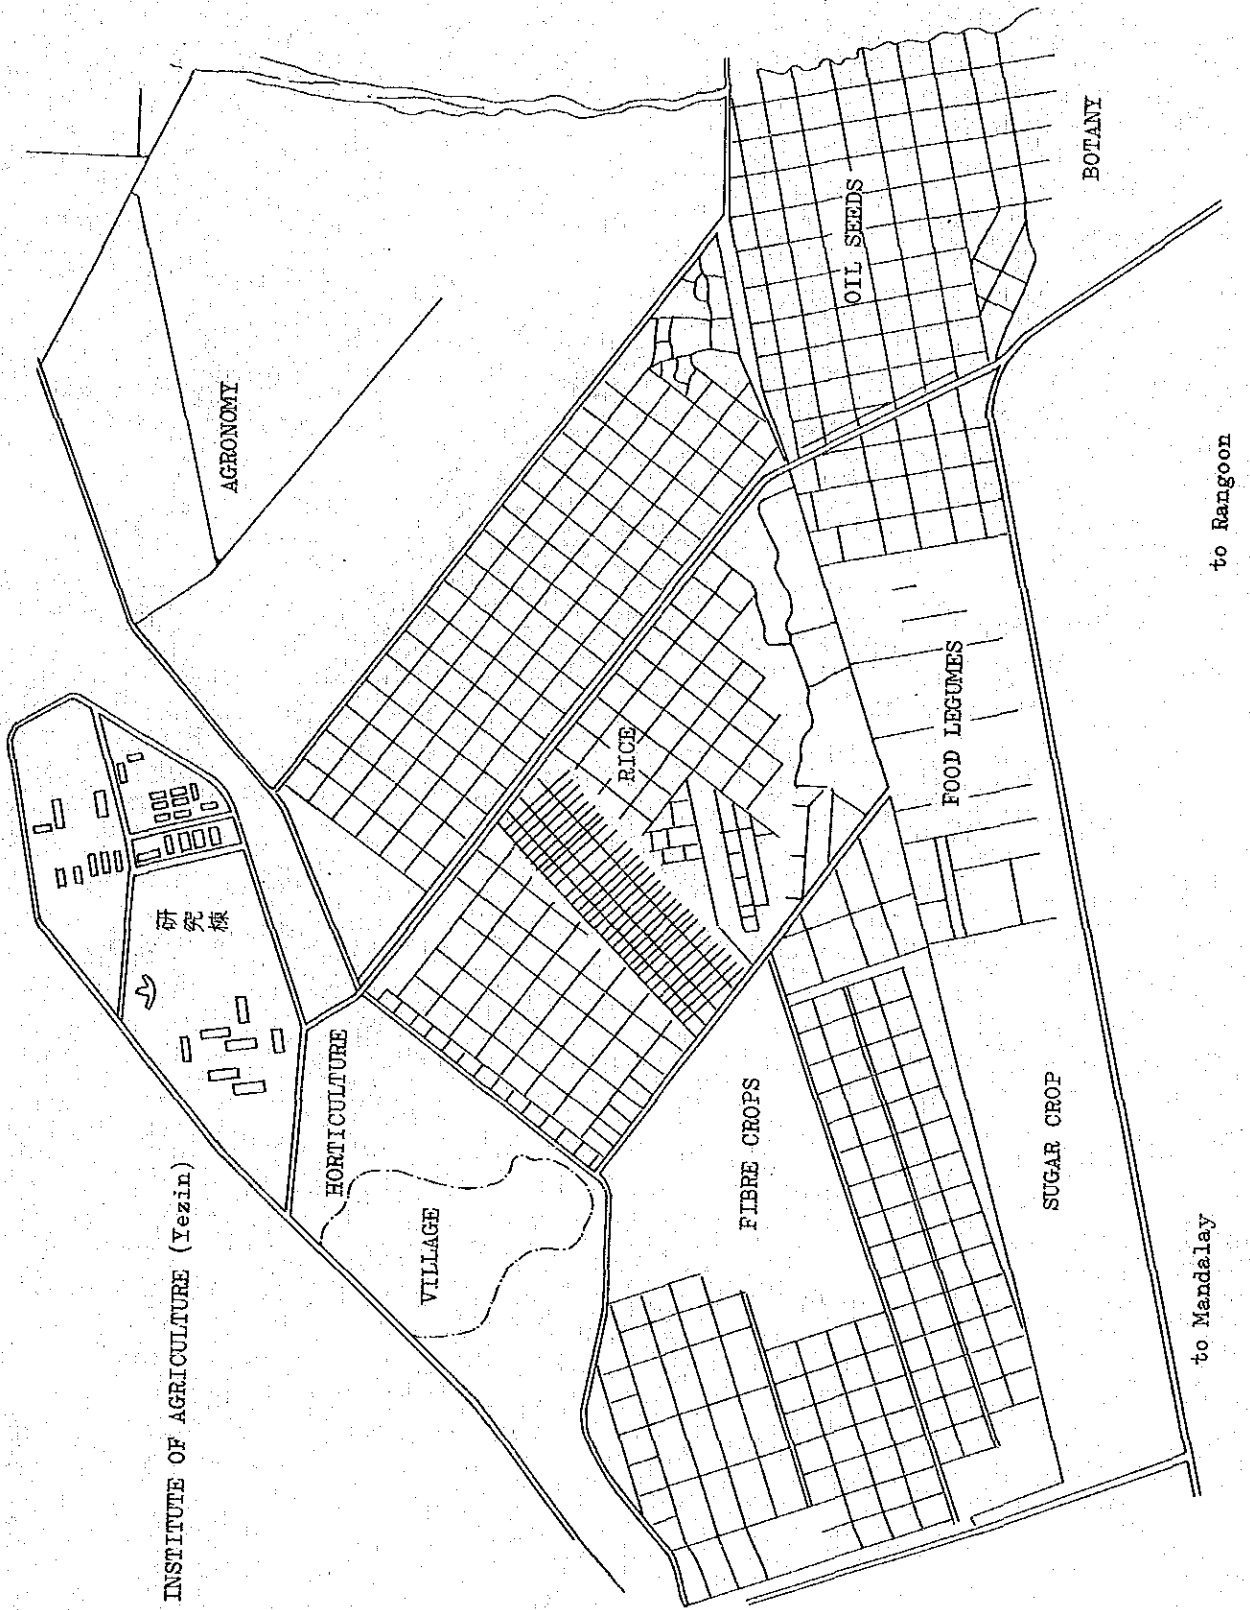 INSTITUTE OF AGRICULTURE (Yezin)
研究棟
HORTICULTURE
VILLAGE
AGRONOMY
RICE
FIBRE CROPS
SUGAR CROP
FOOD LEGUMES
OIL SEEDS
BOTANY
to Mandalay
to Rangoon